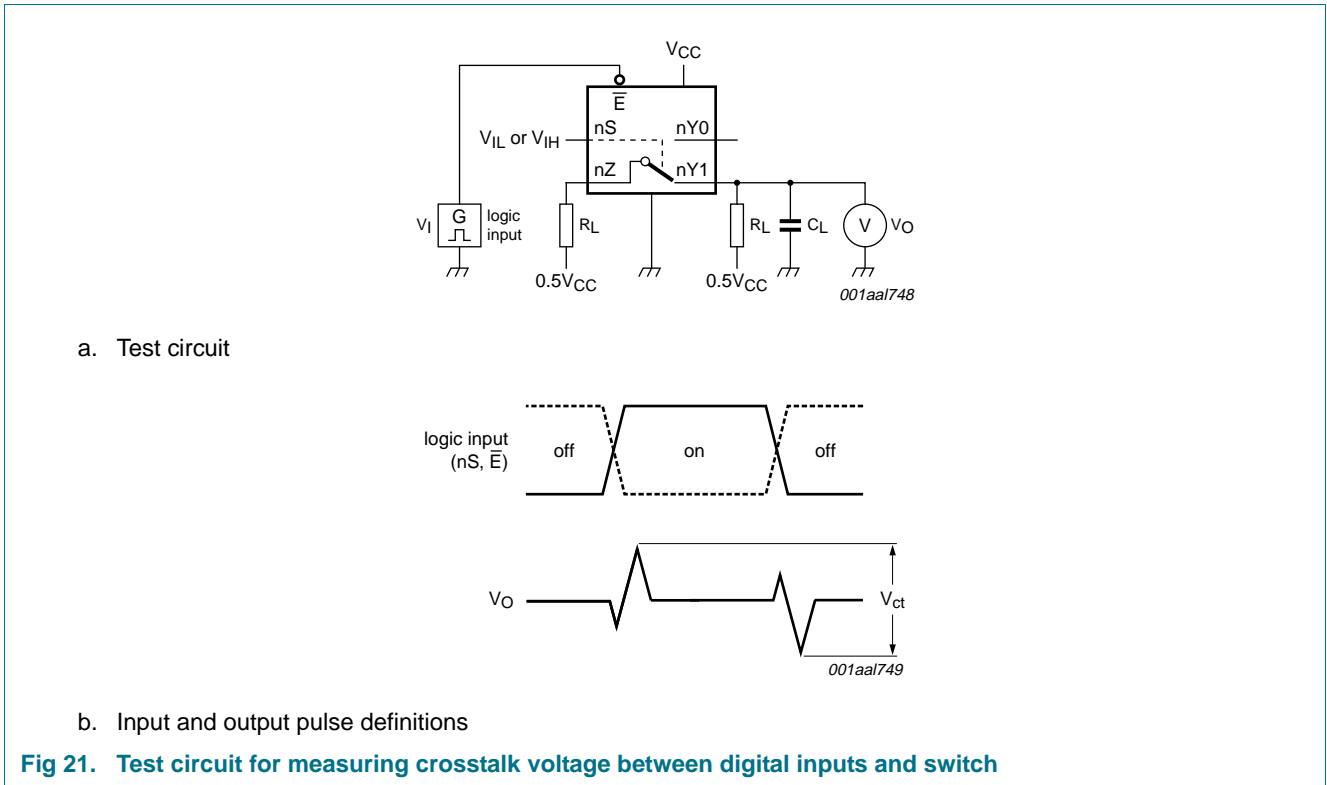 VCC
E̅
nS
nY0
VIL or VIH
nZ
nY1
VI
G
logic
input
RL
RL
CL
V
VO
0.5VCC
0.5VCC
001aal748
a. Test circuit
logic input
(nS, E̅)
off
on
off
VO
Vct
001aal749
b. Input and output pulse definitions
Fig 21. Test circuit for measuring crosstalk voltage between digital inputs and switch